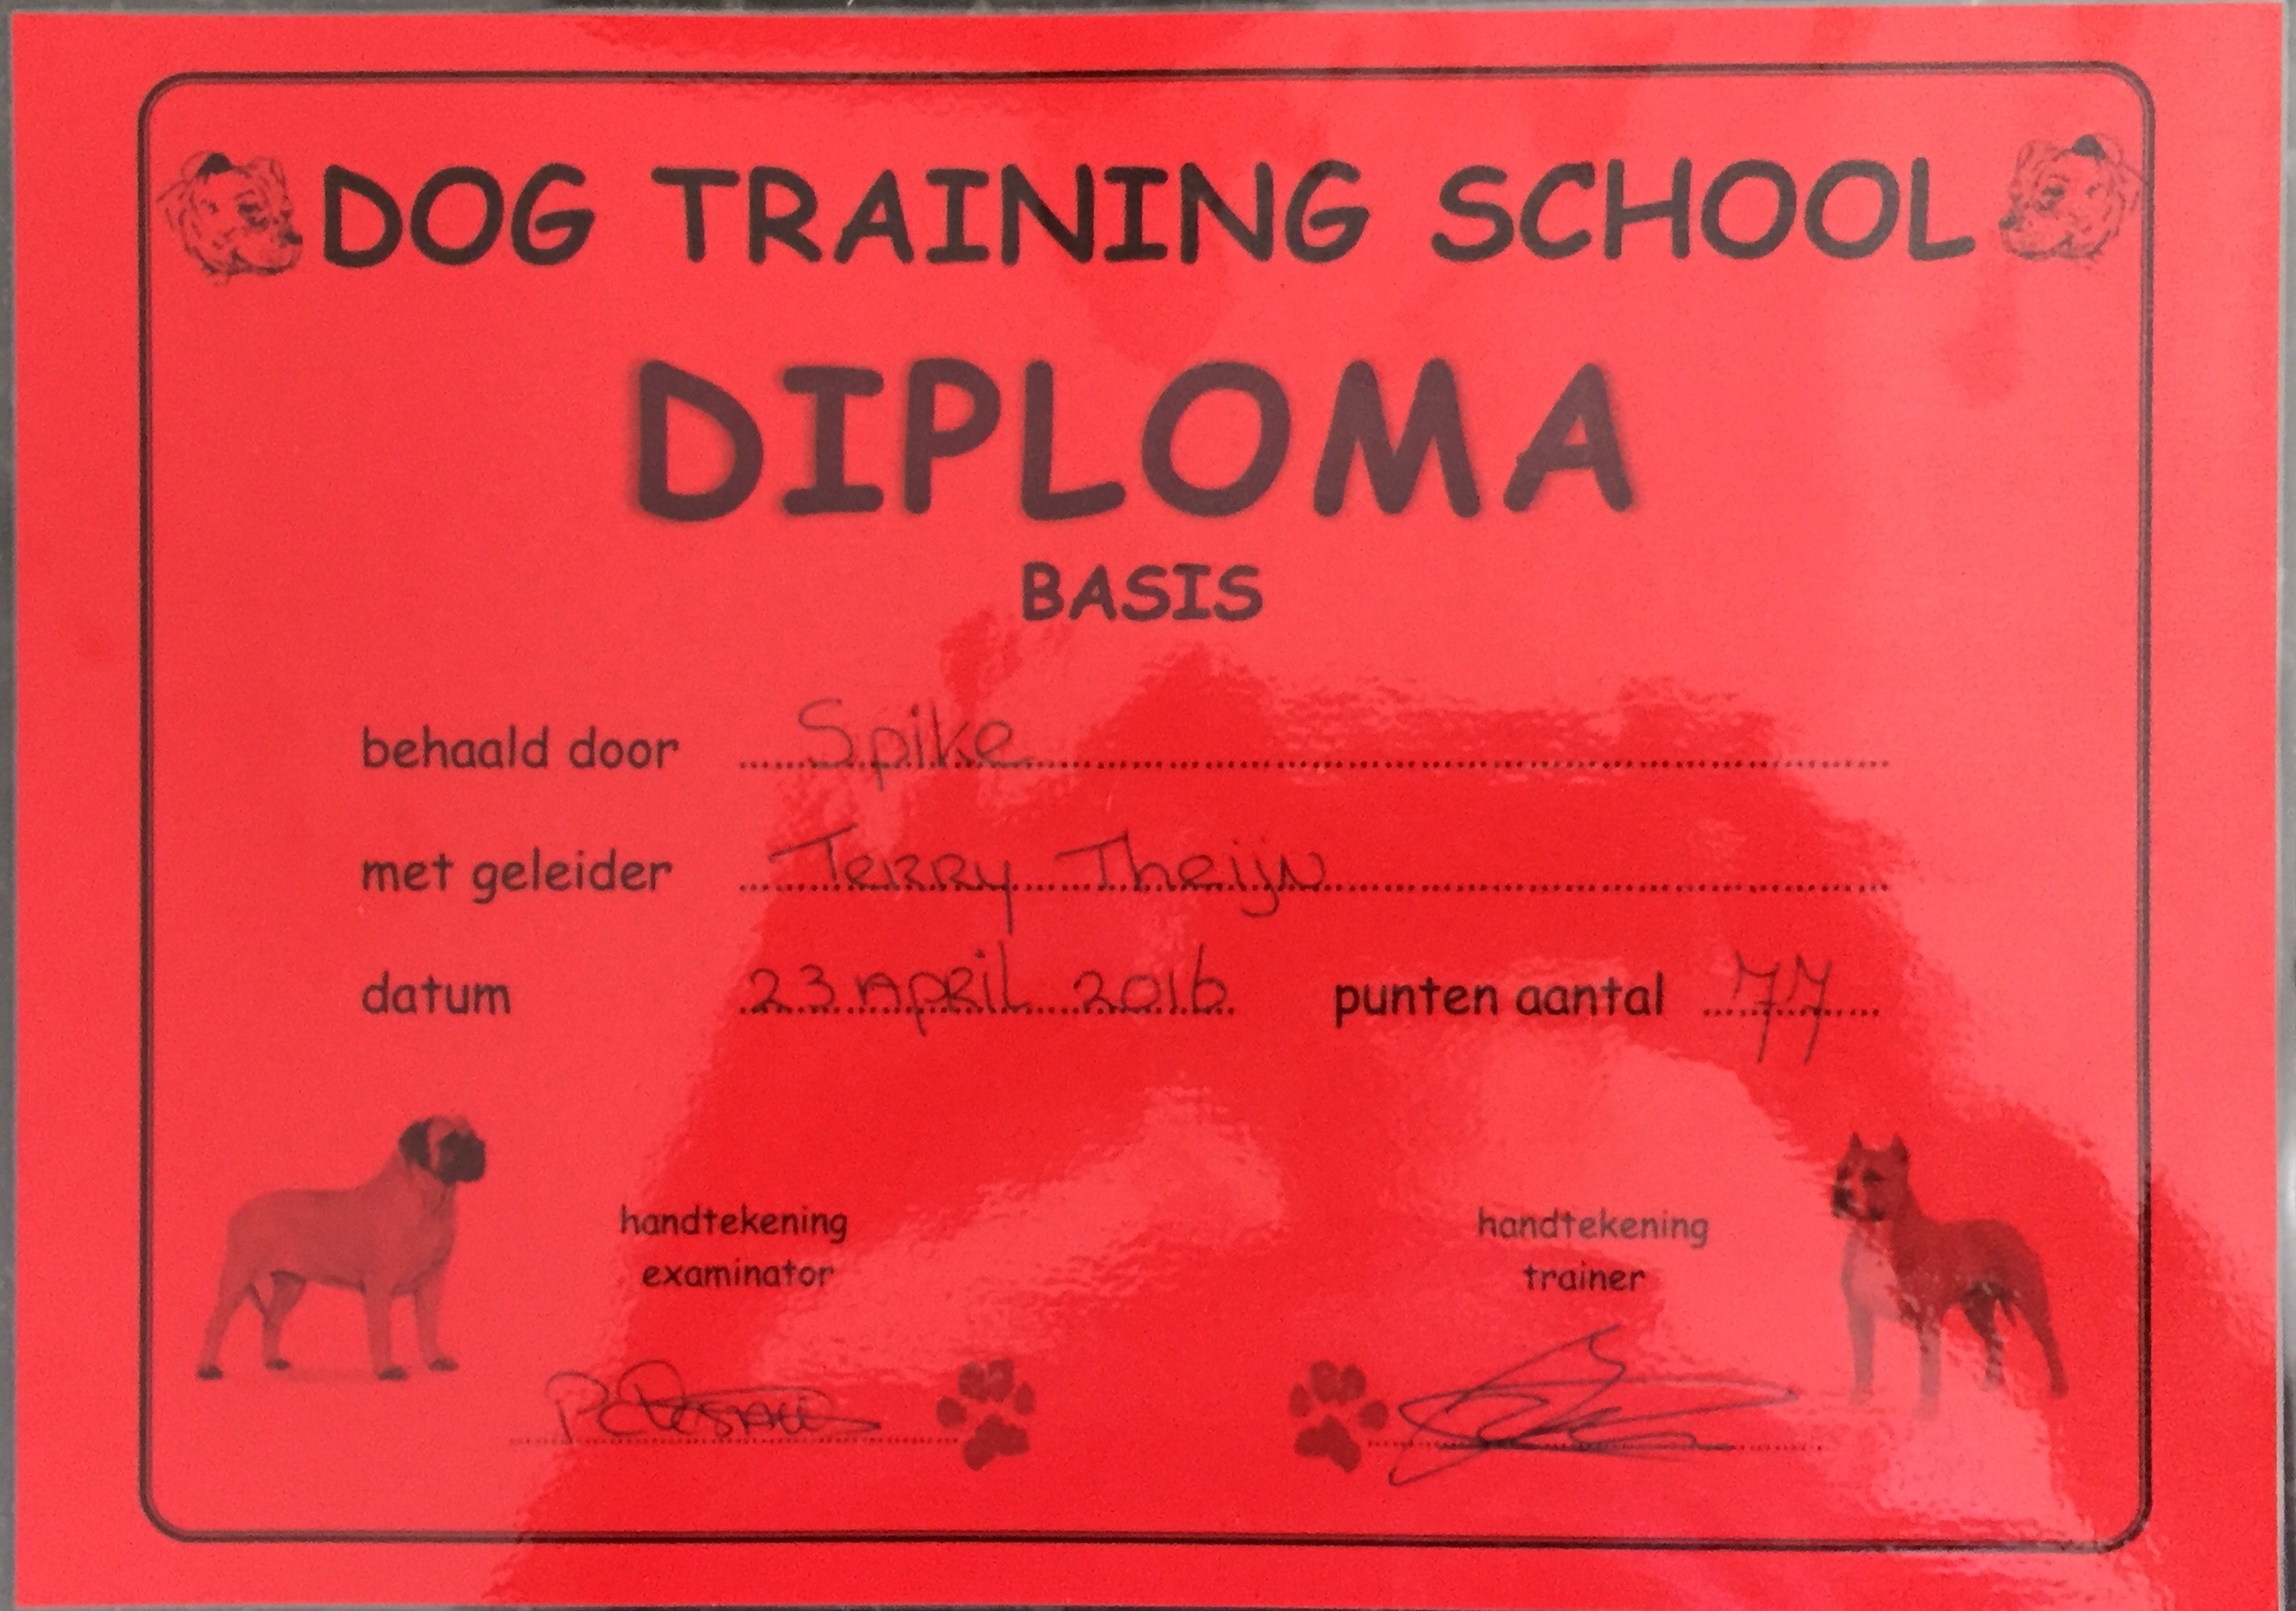 DOG TRAINING SCHOOL
DIPLOMA
BASIS
behaald door Spike
met geleider Terry Theijn
datum 23 April 2016 punten aantal 77
handtekening examinator
handtekening trainer